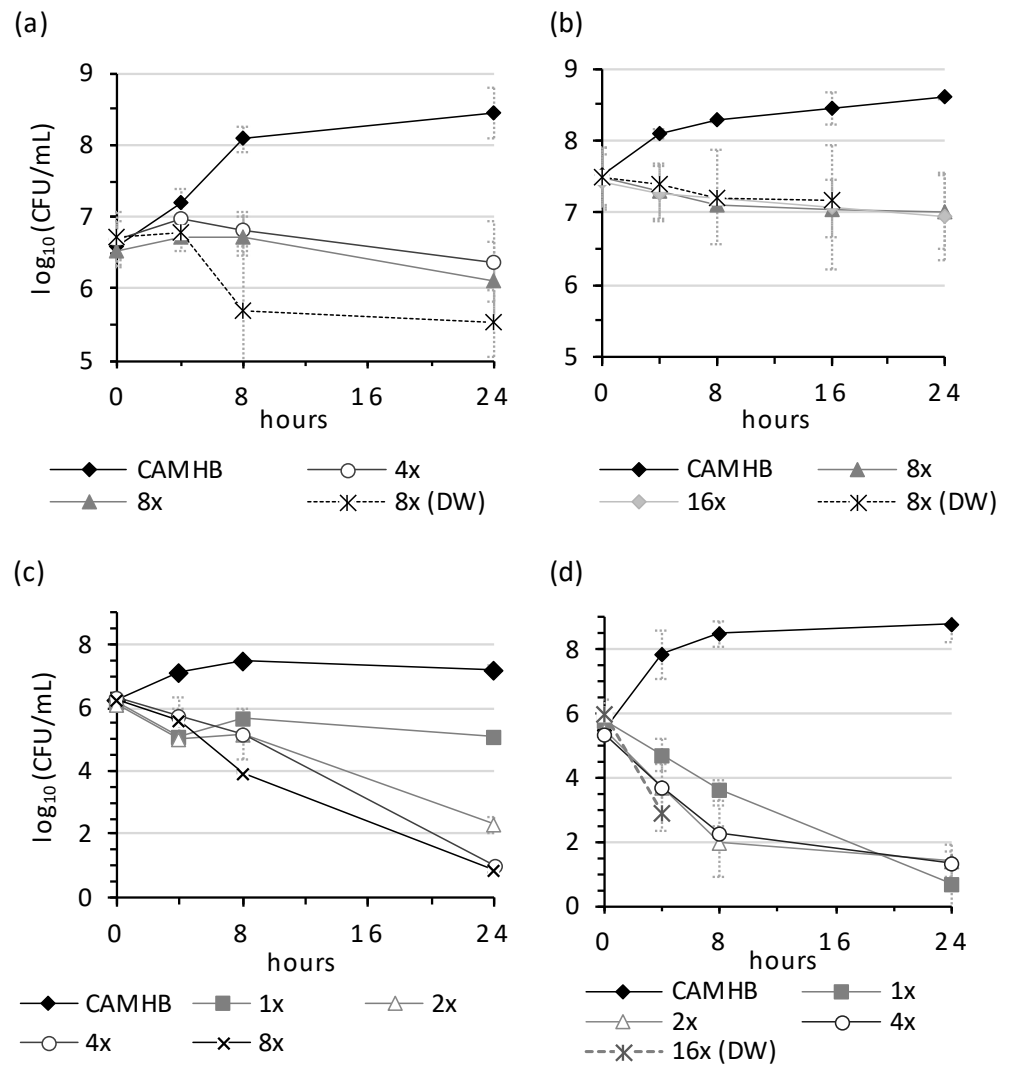 (a)
(b)
9
8
7
6
5
log10 (CFU/mL)
0 8 16 24
hours
CAMHB 4x
8x 8x (DW)
9
8
7
6
5
0 8 16 24
hours
CAMHB 8x
16x 8x (DW)
(c)
(d)
8
6
4
2
0
log10 (CFU/mL)
0 8 16 24
hours
CAMHB 1x 2x
4x 8x
8
6
4
2
0
0 8 16 24
hours
CAMHB 1x
2x 4x
16x (DW)